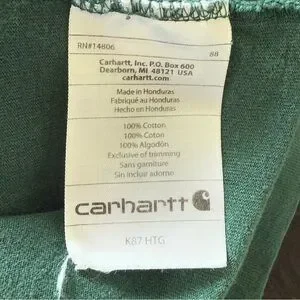 RN#14806 88
Carhartt, Inc. P.O. Box 600
Dearborn, MI 48121 USA
carhartt.com
Made in Honduras
Fabriqué au Honduras
Hecho en Honduras
100% Cotton
100% Coton
100% Algodón
Exclusive of trimming
Sans garniture
Sin incluir adorno
carhartt
K87 HTG